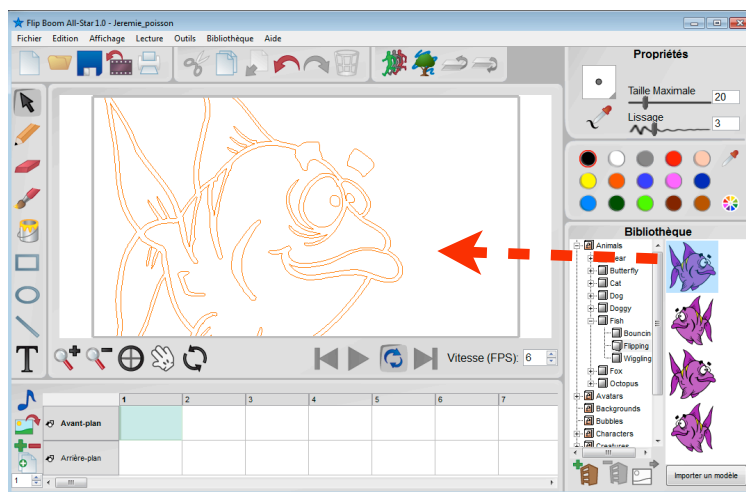 Flip Boom All-Star 1.0 - Jeremie_poisson
Fichier Edition Affichage Lecture Outils Bibliothèque Aide
Propriétés
Taille Maximale
20
Lissage
3
Bibliothèque
Animals
ear
Butterfly
Cat
Dog
Doggy
Fish
Bouncin
Flipping
Wiggling
Fox
Octopus
Avatars
Backgrounds
Bubbles
Characters
Creatures
Importer un modèle
T
Vitesse (FPS): 6
1 2 3 4 5 6 7
Avant-plan
Arrière-plan
1